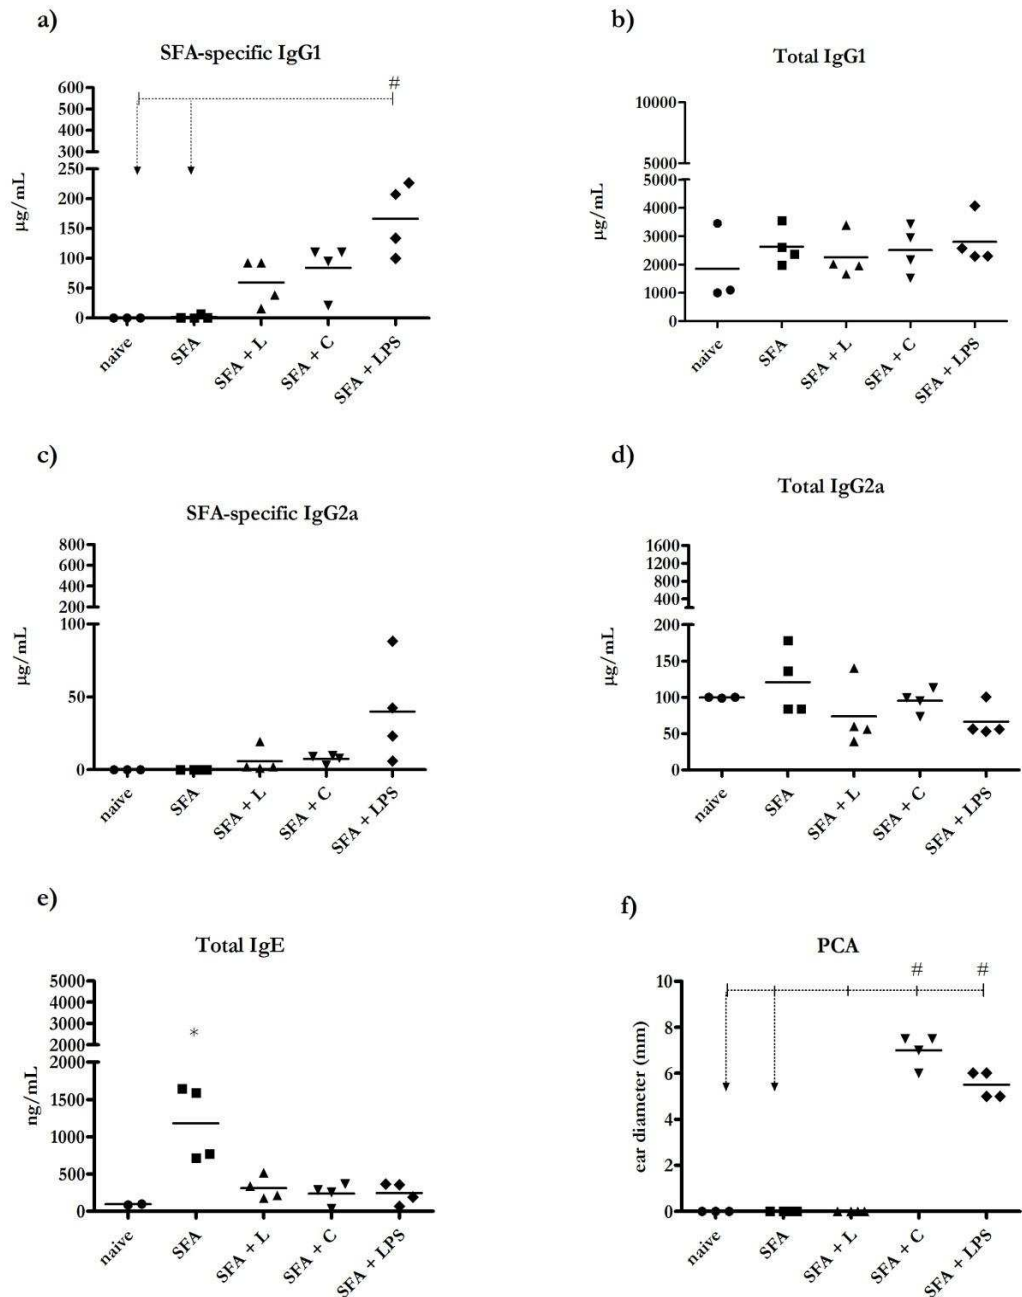 a)
SFA-specific IgG1
#
600
500
400
300
250
200
150
100
50
0
μg/mL
naive
SFA
SFA + L
SFA + C
SFA + LPS
b)
Total IgG1
10000
5000
5000
4000
3000
2000
1000
0
μg/mL
naive
SFA
SFA + L
SFA + C
SFA + LPS
c)
SFA-specific IgG2a
800
600
400
200
100
50
0
μg/mL
naive
SFA
SFA + L
SFA + C
SFA + LPS
d)
Total IgG2a
1600
1200
800
400
200
150
100
50
0
μg/mL
naive
SFA
SFA + L
SFA + C
SFA + LPS
e)
Total IgE
5000
4000
3000
2000
2000
1500
1000
500
0
*
ng/mL
naive
SFA
SFA + L
SFA + C
SFA + LPS
f)
PCA
# #
10
8
6
4
2
0
ear diameter (mm)
naive
SFA
SFA + L
SFA + C
SFA + LPS